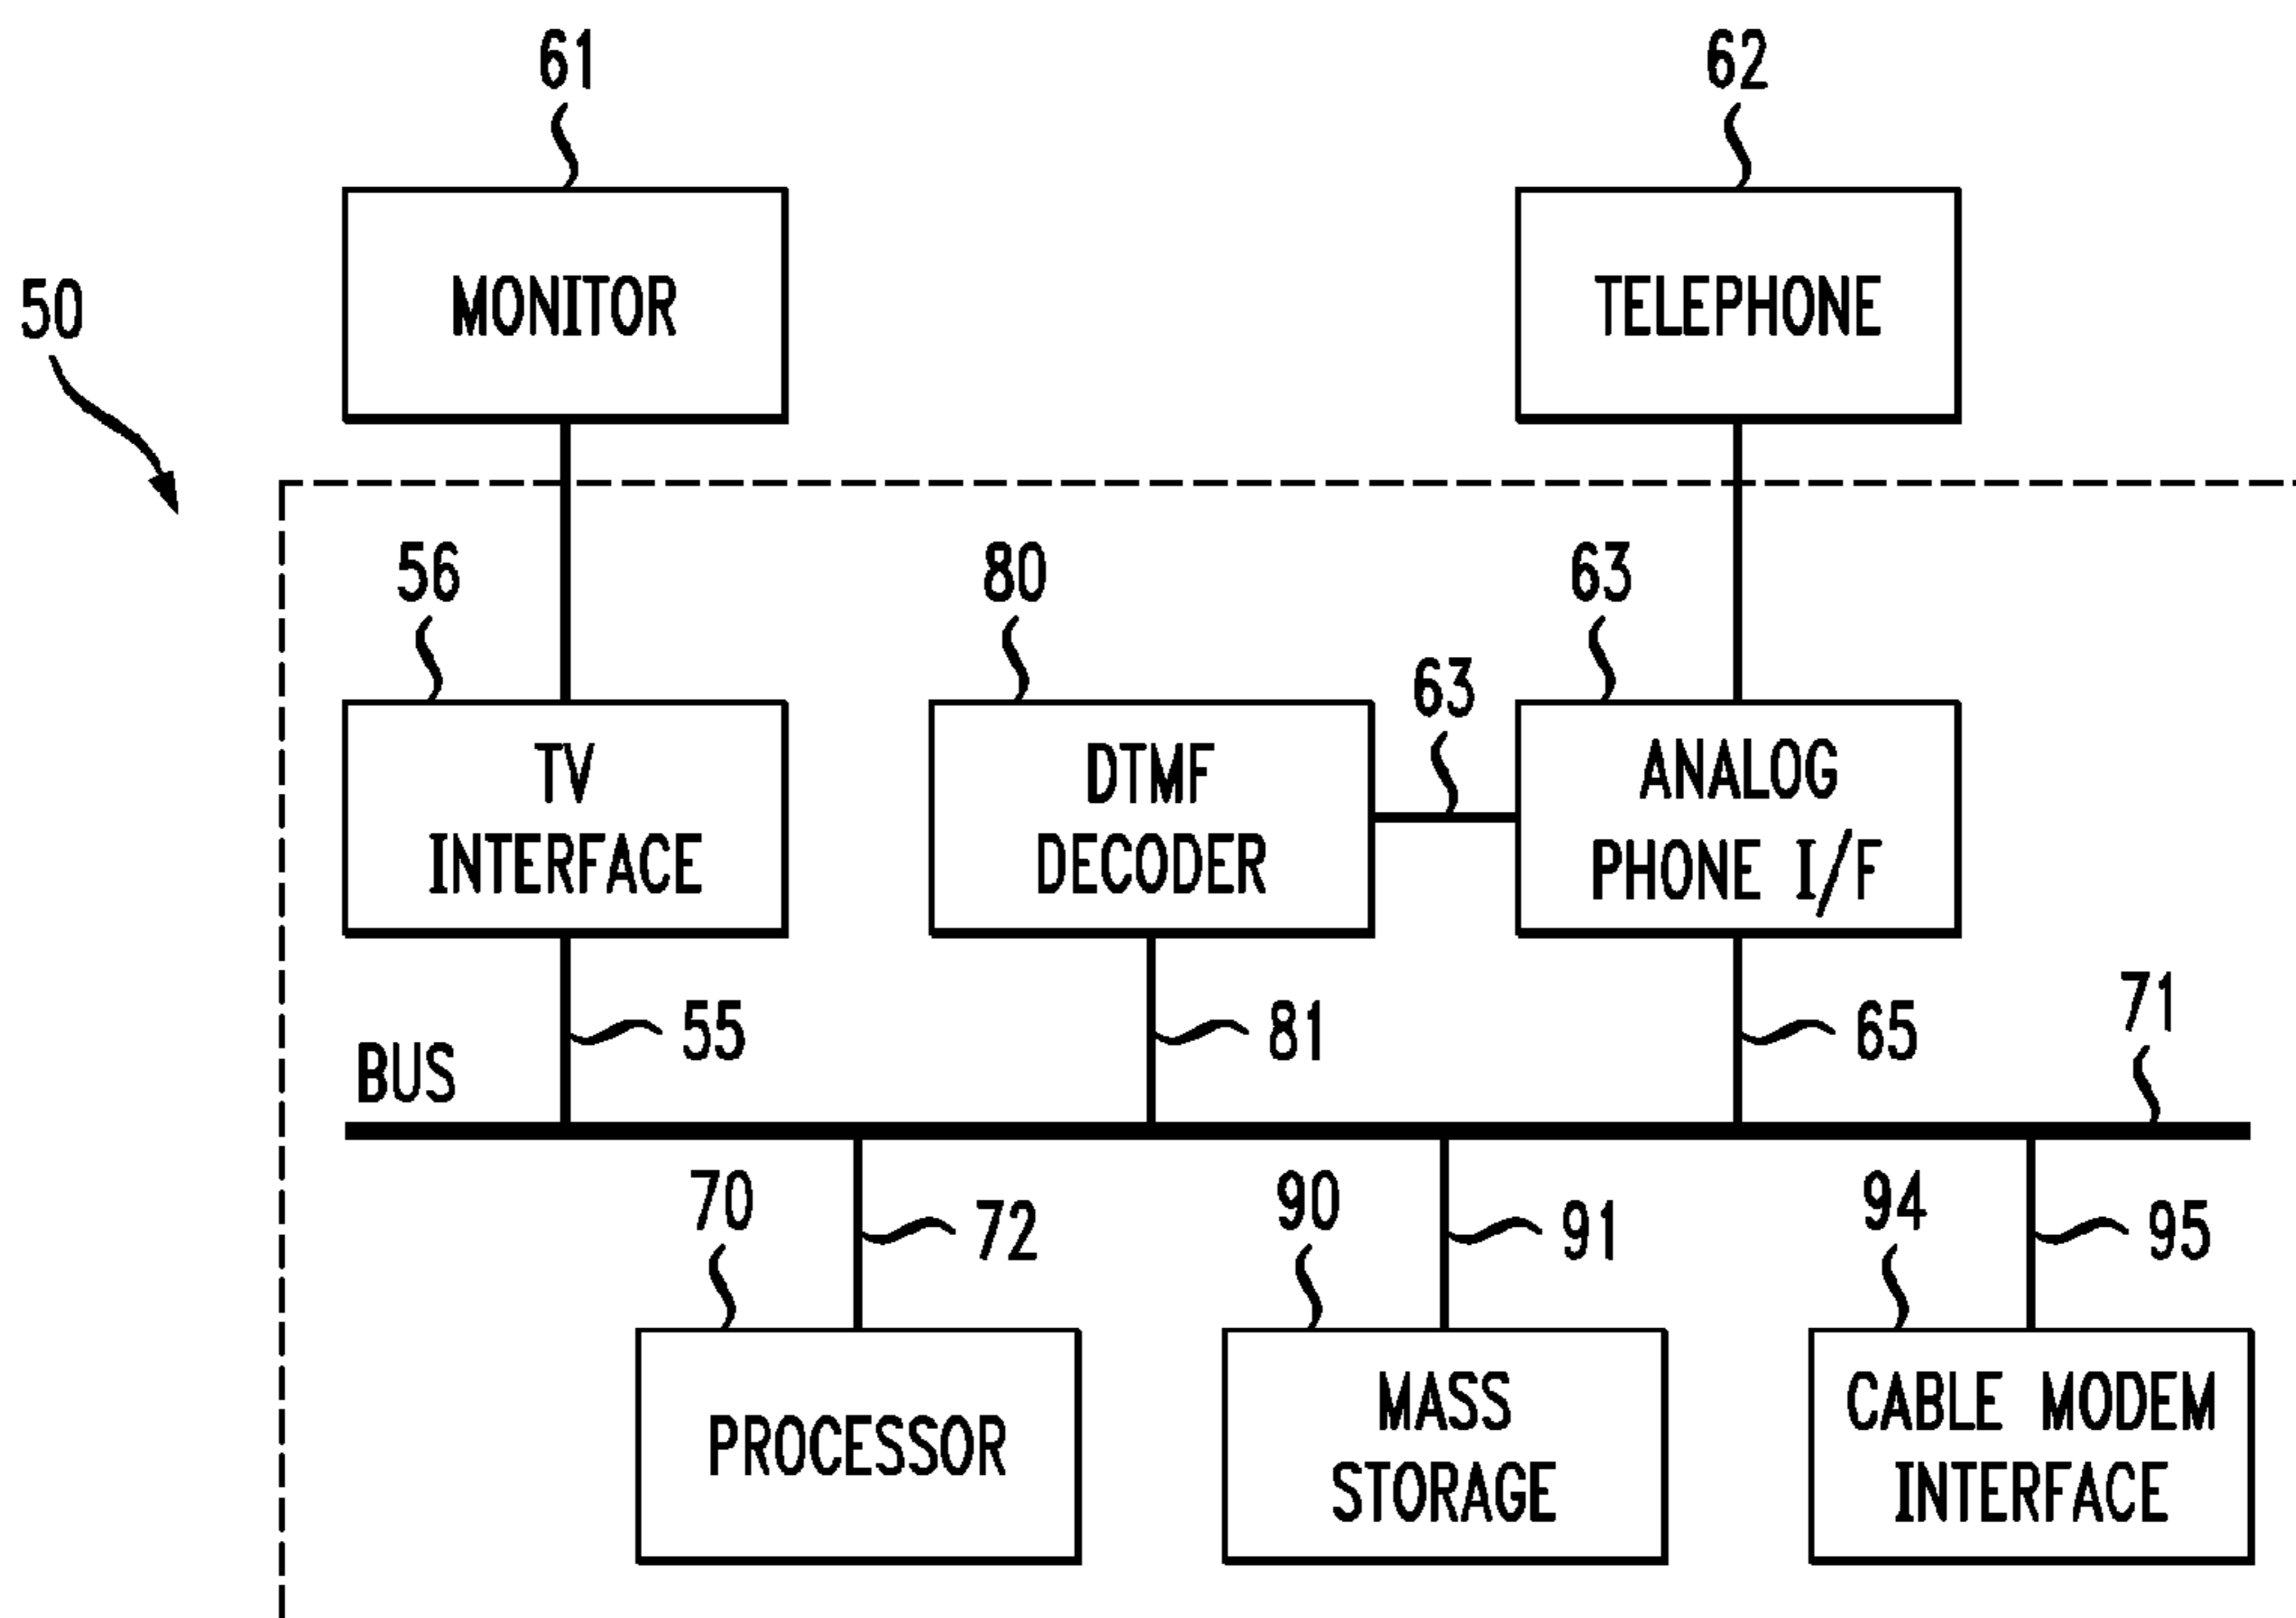 61
62
MONITOR
TELEPHONE
50
56
80
63
63
TV
INTERFACE
DTMF
DECODER
ANALOG
PHONE I/F
71
55
81
65
BUS
70
72
90
91
94
95
PROCESSOR
MASS
STORAGE
CABLE MODEM
INTERFACE